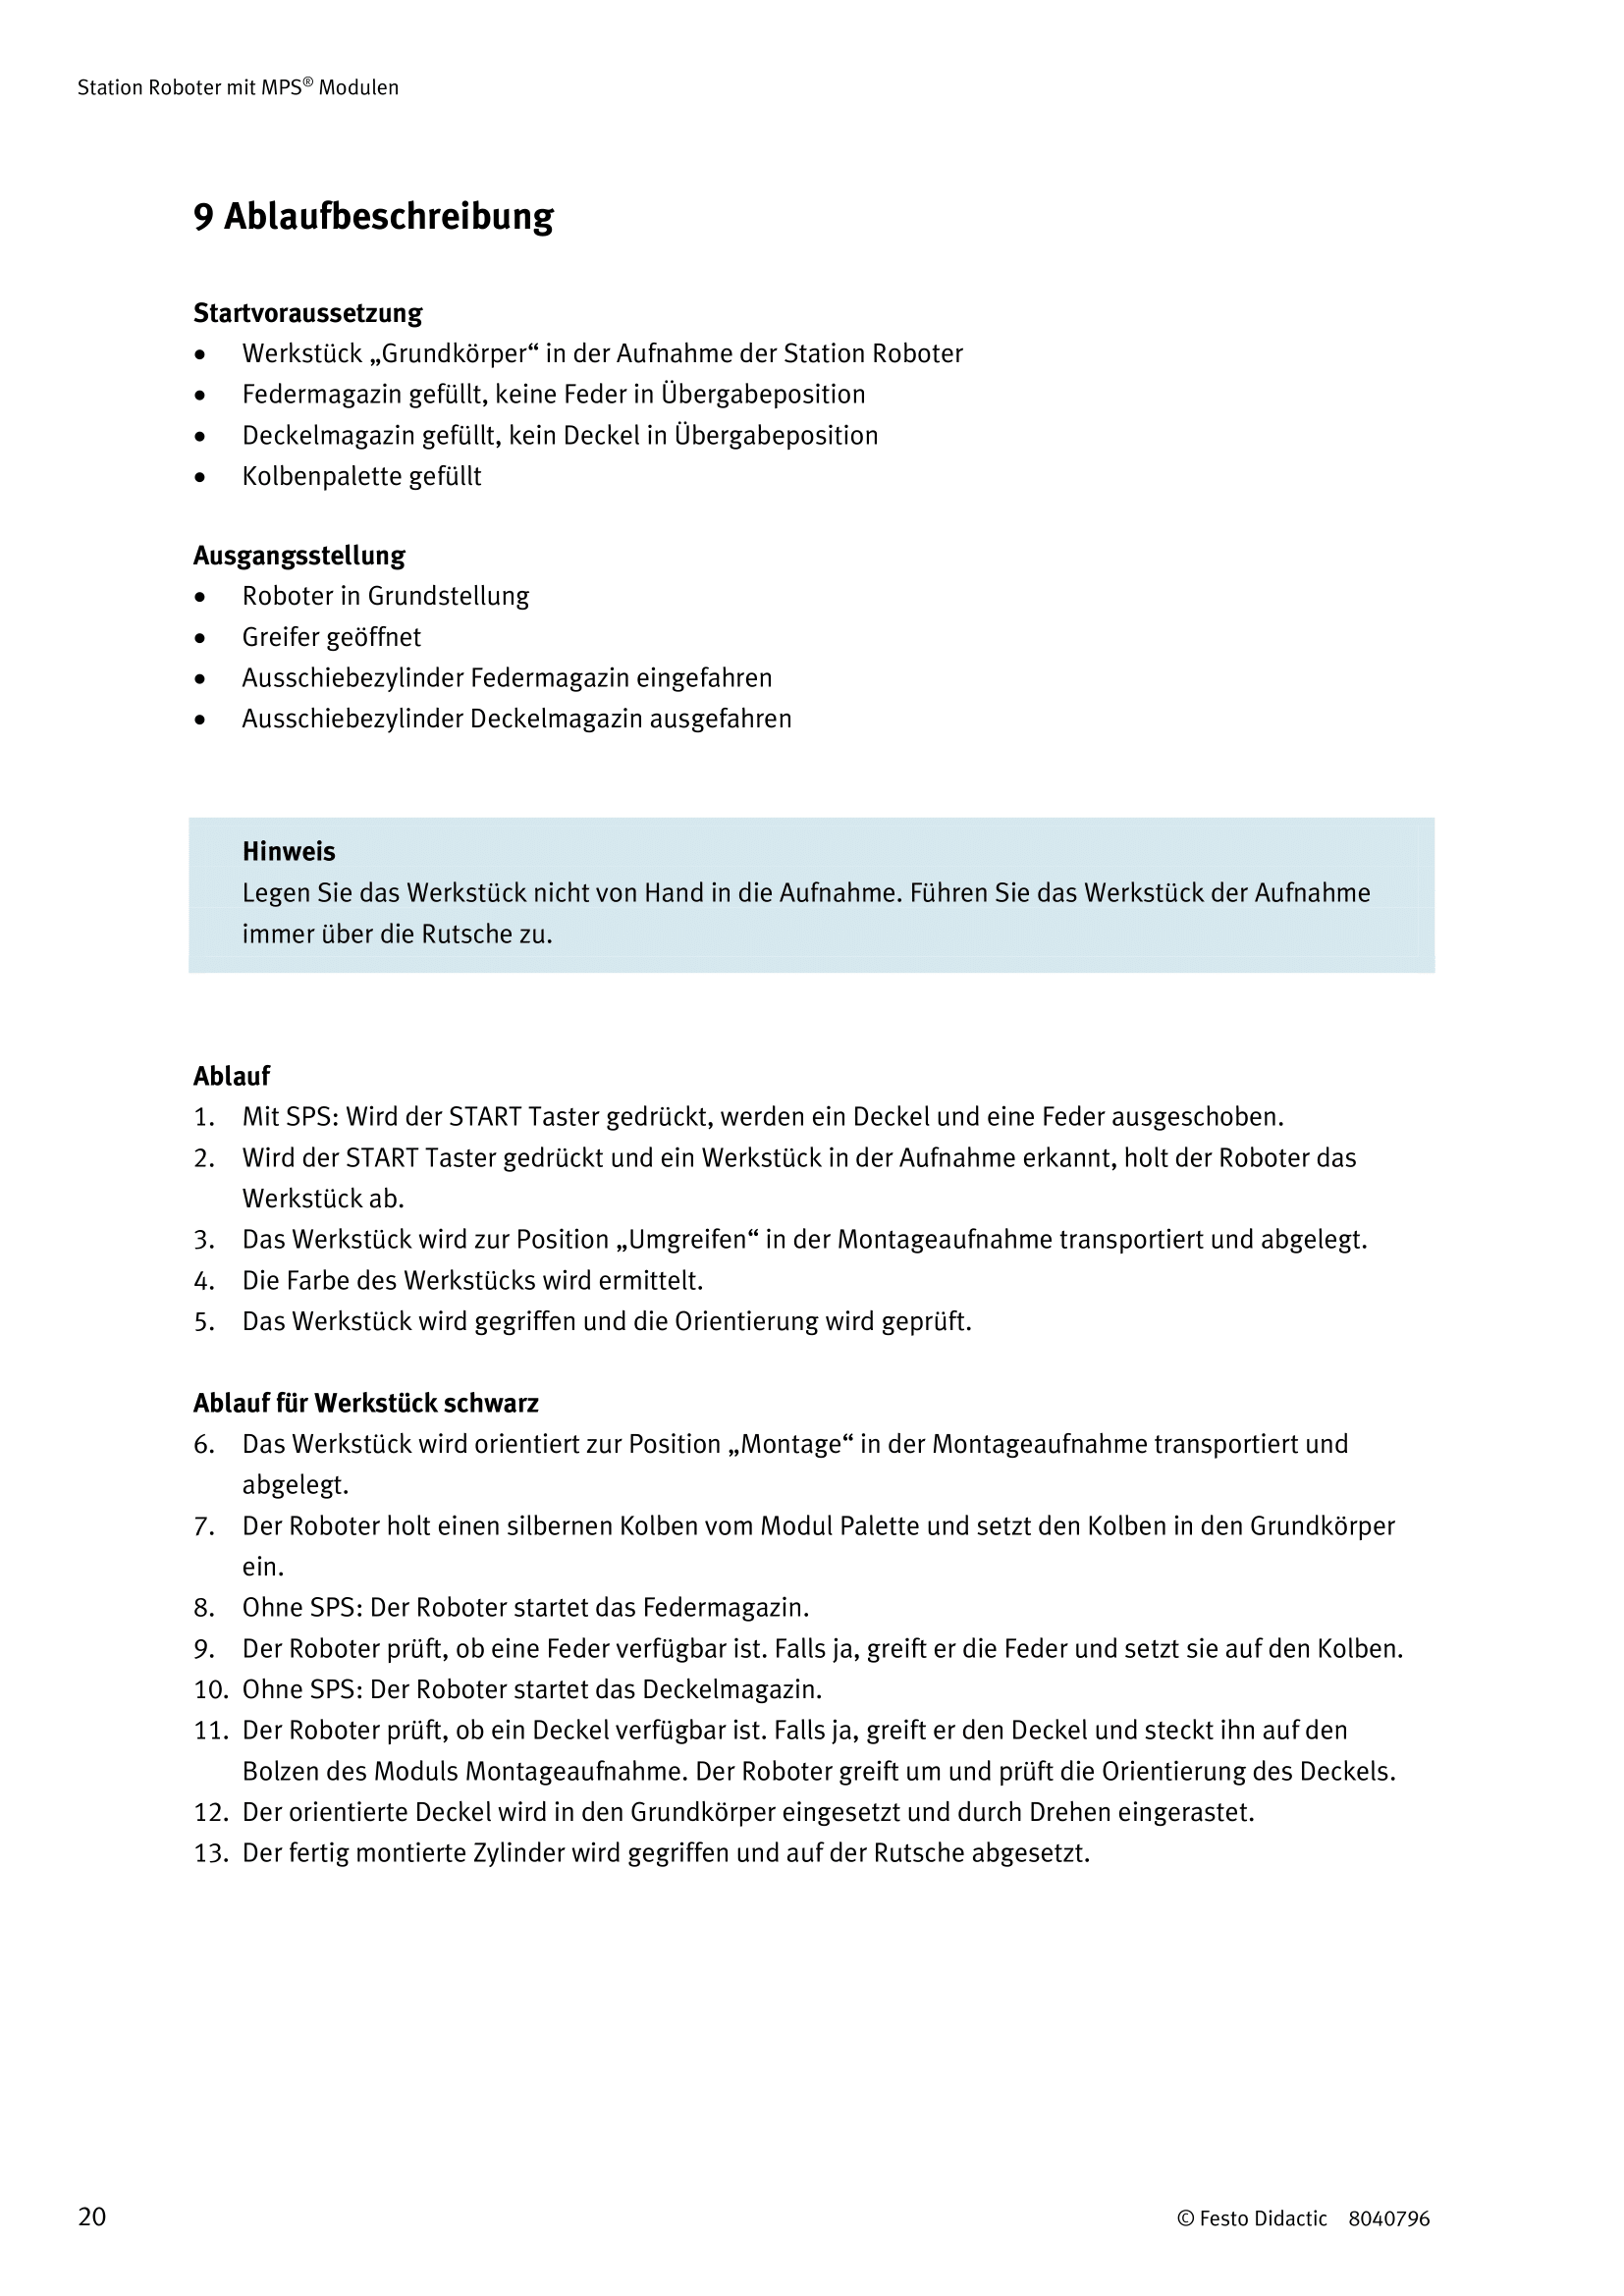 Station Roboter mit MPS® Modulen
9 Ablaufbeschreibung
Startvoraussetzung
• Werkstück „Grundkörper“ in der Aufnahme der Station Roboter
• Federmagazin gefüllt, keine Feder in Übergabeposition
• Deckelmagazin gefüllt, kein Deckel in Übergabeposition
• Kolbenpalette gefüllt
Ausgangsstellung
• Roboter in Grundstellung
• Greifer geöffnet
• Ausschiebezylinder Federmagazin eingefahren
• Ausschiebezylinder Deckelmagazin ausgefahren
Hinweis
Legen Sie das Werkstück nicht von Hand in die Aufnahme. Führen Sie das Werkstück der Aufnahme
immer über die Rutsche zu.
Ablauf
1. Mit SPS: Wird der START Taster gedrückt, werden ein Deckel und eine Feder ausgeschoben.
2. Wird der START Taster gedrückt und ein Werkstück in der Aufnahme erkannt, holt der Roboter das
Werkstück ab.
3. Das Werkstück wird zur Position „Umgreifen“ in der Montageaufnahme transportiert und abgelegt.
4. Die Farbe des Werkstücks wird ermittelt.
5. Das Werkstück wird gegriffen und die Orientierung wird geprüft.
Ablauf für Werkstück schwarz
6. Das Werkstück wird orientiert zur Position „Montage“ in der Montageaufnahme transportiert und
abgelegt.
7. Der Roboter holt einen silbernen Kolben vom Modul Palette und setzt den Kolben in den Grundkörper
ein.
8. Ohne SPS: Der Roboter startet das Federmagazin.
9. Der Roboter prüft, ob eine Feder verfügbar ist. Falls ja, greift er die Feder und setzt sie auf den Kolben.
10. Ohne SPS: Der Roboter startet das Deckelmagazin.
11. Der Roboter prüft, ob ein Deckel verfügbar ist. Falls ja, greift er den Deckel und steckt ihn auf den
Bolzen des Moduls Montageaufnahme. Der Roboter greift um und prüft die Orientierung des Deckels.
12. Der orientierte Deckel wird in den Grundkörper eingesetzt und durch Drehen eingerastet.
13. Der fertig montierte Zylinder wird gegriffen und auf der Rutsche abgesetzt.
20
© Festo Didactic 8040796